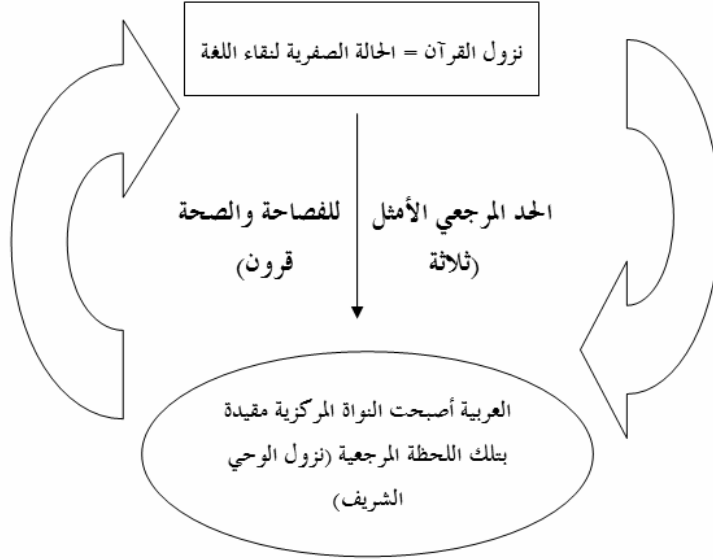 نزول القرآن = الحالة الصفرية لنقاء اللغة
الحد المرجعي الأمثل للفصاحة والصحة
(ثلاثة قرون)
العربية أصبحت النواة المركزية مقيدة
بتلك اللحظة المرجعية (نزول الوحي
الشريف)